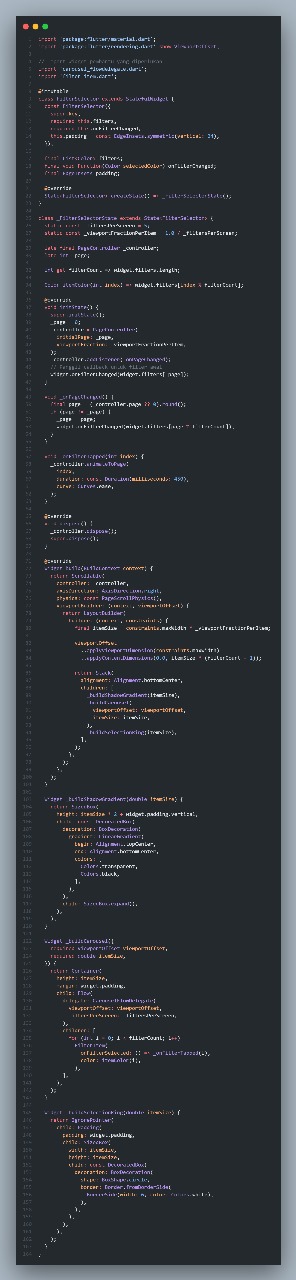 import 'package:flutter/material.dart';
import 'package:flutter/rendering.dart' show ViewportOffset;
// import widget pembantu yang diperlukan
import 'carousel_flowdelegate.dart';
import 'filter_item.dart';
@immutable
class FilterSelector extends StatefulWidget {
const FilterSelector({
super.key,
required this.filters,
required this.onFilterChanged,
this.padding = const EdgeInsets.symmetric(vertical: 24),
});
final List<Color> filters;
final void Function(Color selectedColor) onFilterChanged;
final EdgeInsets padding;
@override
State<FilterSelector> createState() => _FilterSelectorState();
}
class _FilterSelectorState extends State<FilterSelector> {
static const _filtersPerScreen = 5;
static const _viewportFractionPerItem = 1.0 / _filtersPerScreen;
late final PageController _controller;
late int _page;
int get filterCount => widget.filters.length;
Color itemColor(int index) => widget.filters[index % filterCount];
@override
void initState() {
super.initState();
_page = 0;
_controller = PageController(
initialPage: _page,
viewportFraction: _viewportFractionPerItem,
);
_controller.addListener(_onPageChanged);
// Panggil callback untuk filter awal
widget.onFilterChanged(widget.filters[_page]);
}
void _onPageChanged() {
final page = (_controller.page ?? 0).round();
if (page != _page) {
_page = page;
widget.onFilterChanged(widget.filters[page % filterCount]);
}
}
void _onFilterTapped(int index) {
_controller.animateToPage(
index,
duration: const Duration(milliseconds: 450),
curve: Curves.ease,
);
}
@override
void dispose() {
_controller.dispose();
super.dispose();
}
@override
Widget build(BuildContext context) {
return Scrollable(
controller: _controller,
axisDirection: AxisDirection.right,
physics: const PageScrollPhysics(),
viewportBuilder: (context, viewportOffset) {
return LayoutBuilder(
builder: (context, constraints) {
final itemSize = constraints.maxWidth * _viewportFractionPerItem;
viewportOffset
..applyViewportDimension(constraints.maxWidth)
..applyContentDimensions(0.0, itemSize * (filterCount - 1));
return Stack(
alignment: Alignment.bottomCenter,
children: [
_buildShadowGradient(itemSize),
_buildCarousel(
viewportOffset: viewportOffset,
itemSize: itemSize,
),
_buildSelectionRing(itemSize),
],
);
},
);
},
);
}
Widget _buildShadowGradient(double itemSize) {
return SizedBox(
height: itemSize * 2 + widget.padding.vertical,
child: const DecoratedBox(
decoration: BoxDecoration(
gradient: LinearGradient(
begin: Alignment.topCenter,
end: Alignment.bottomCenter,
colors: [
Colors.transparent,
Colors.black,
],
),
),
child: SizedBox.expand(),
),
);
}
Widget _buildCarousel({
required ViewportOffset viewportOffset,
required double itemSize,
}) {
return Container(
height: itemSize,
margin: widget.padding,
child: Flow(
delegate: CarouselFlowDelegate(
viewportOffset: viewportOffset,
filtersPerScreen: _filtersPerScreen,
),
children: [
for (int i = 0; i < filterCount; i++)
FilterItem(
onFilterSelected: () => _onFilterTapped(i),
color: itemColor(i),
),
],
),
);
}
Widget _buildSelectionRing(double itemSize) {
return IgnorePointer(
child: Padding(
padding: widget.padding,
child: SizedBox(
width: itemSize,
height: itemSize,
child: const DecoratedBox(
decoration: BoxDecoration(
shape: BoxShape.circle,
border: Border.fromBorderSide(
BorderSide(width: 6, color: Colors.white),
),
),
),
),
),
);
}
}